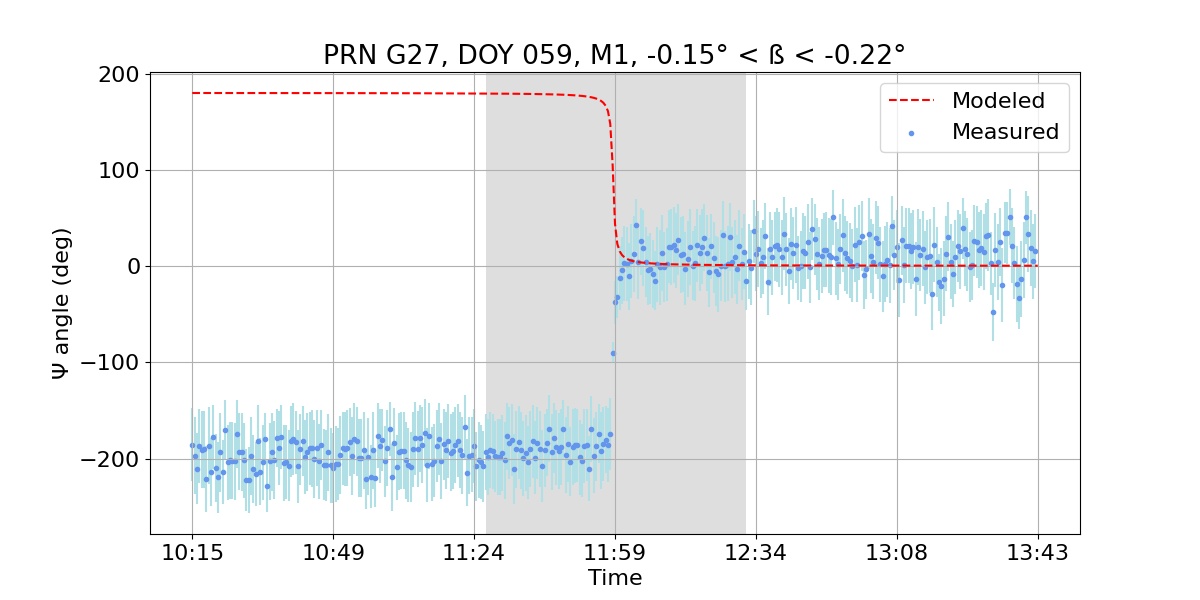 PRN G27, DOY 059, M1, -0.15° < ß < -0.22°
200
100
0
−100
−200
Ψ angle (deg)
Modeled
Measured
10:15 10:49 11:24 11:59 12:34 13:08 13:43
Time